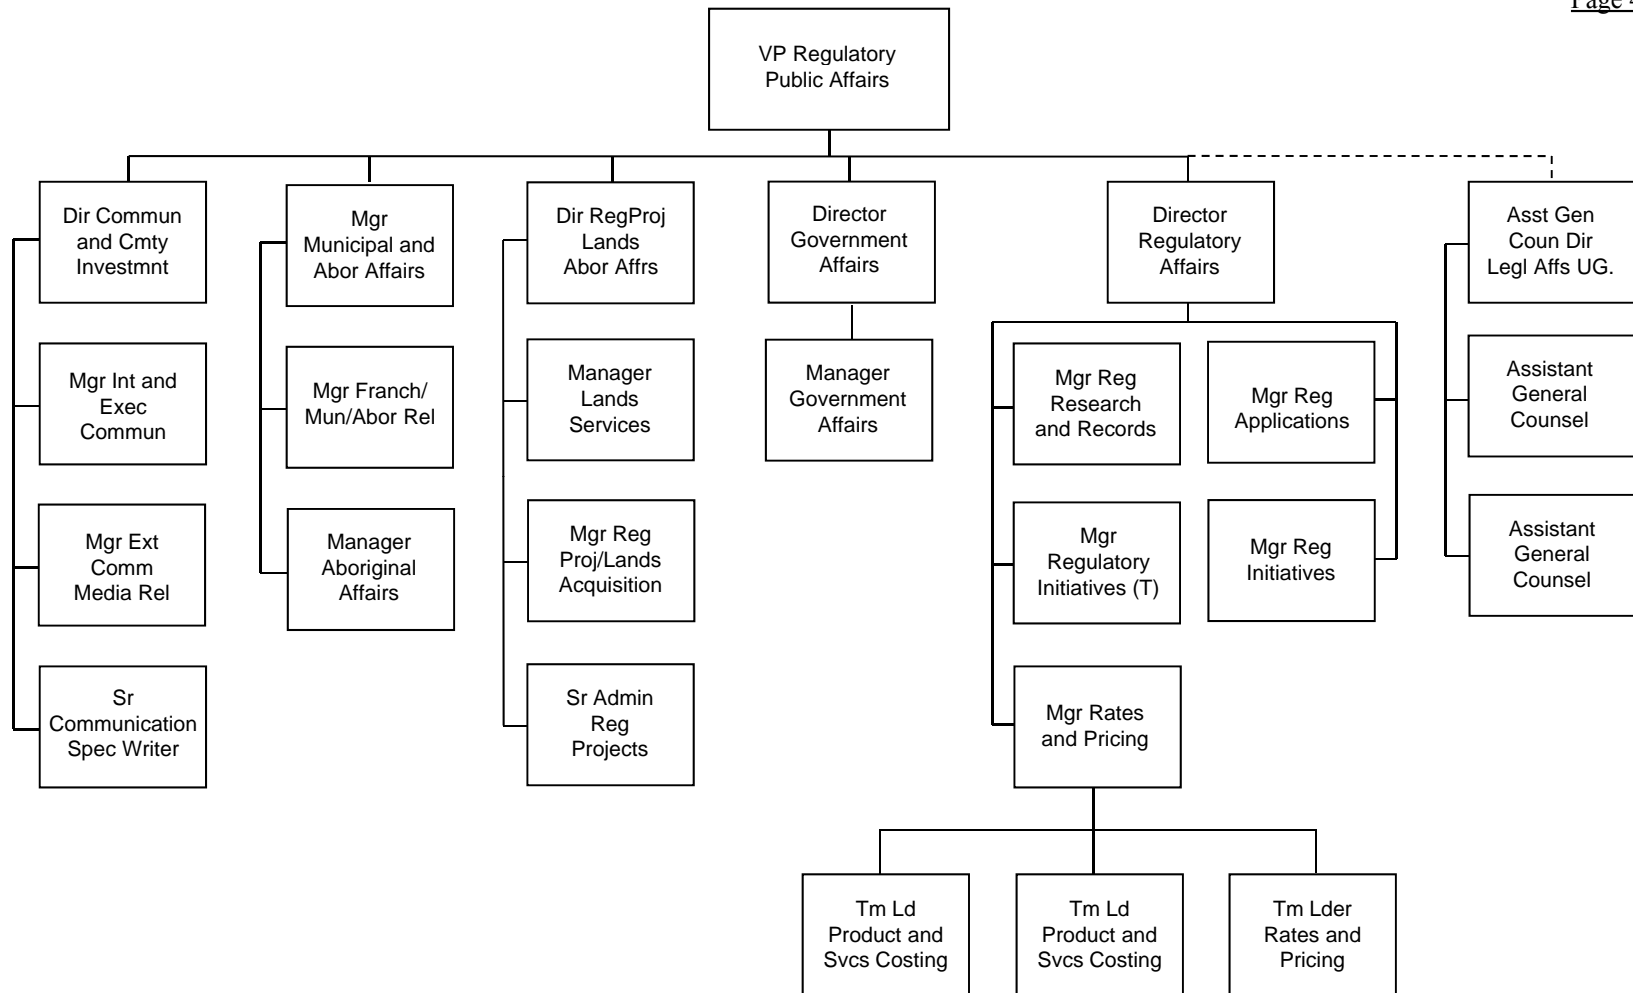 Page 4
VP Regulatory
Public Affairs
Dir Commun
and Cmty
Investmnt
Mgr
Municipal and
Abor Affairs
Dir RegProj
Lands
Abor Affrs
Director
Government
Affairs
Director
Regulatory
Affairs
Asst Gen
Coun Dir
Legl Affs UG.
Mgr Int and
Exec
Commun
Mgr Franch/
Mun/Abor Rel
Manager
Lands
Services
Manager
Government
Affairs
Mgr Reg
Research
and Records
Mgr Reg
Applications
Assistant
General
Counsel
Mgr Ext
Comm
Media Rel
Manager
Aboriginal
Affairs
Mgr Reg
Proj/Lands
Acquisition
Mgr
Regulatory
Initiatives (T)
Mgr Reg
Initiatives
Assistant
General
Counsel
Sr
Communication
Spec Writer
Sr Admin
Reg
Projects
Mgr Rates
and Pricing
Tm Ld
Product and
Svcs Costing
Tm Ld
Product and
Svcs Costing
Tm Lder
Rates and
Pricing